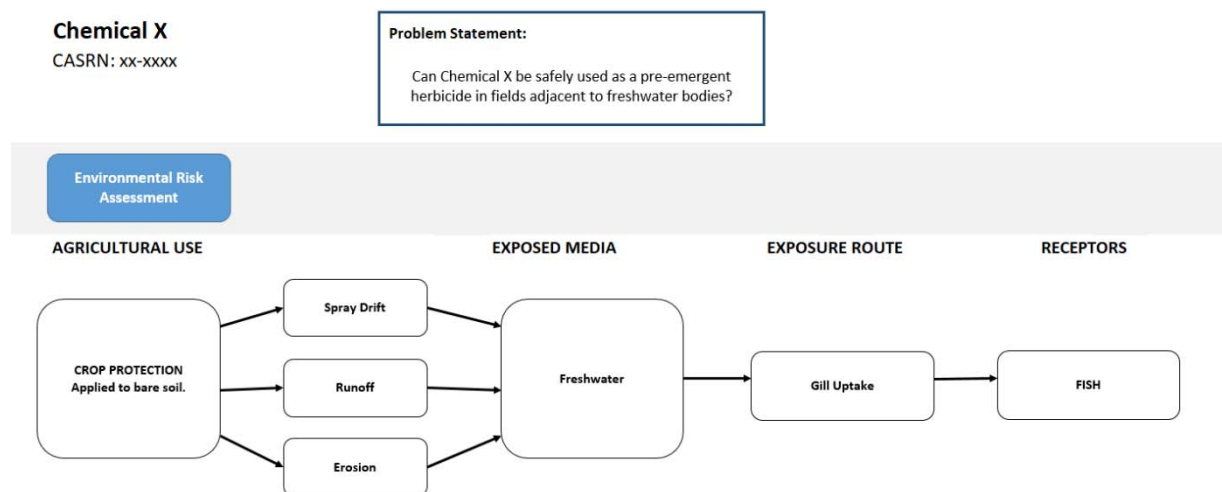 Chemical X
CASRN: xx-xxxx
Problem Statement:
Can Chemical X be safely used as a pre-emergent
herbicide in fields adjacent to freshwater bodies?
Environmental Risk
Assessment
AGRICULTURAL USE
EXPOSED MEDIA
EXPOSURE ROUTE
RECEPTORS
CROP PROTECTION
Applied to bare soil.
Spray Drift
Runoff
Erosion
Freshwater
Gill Uptake
FISH